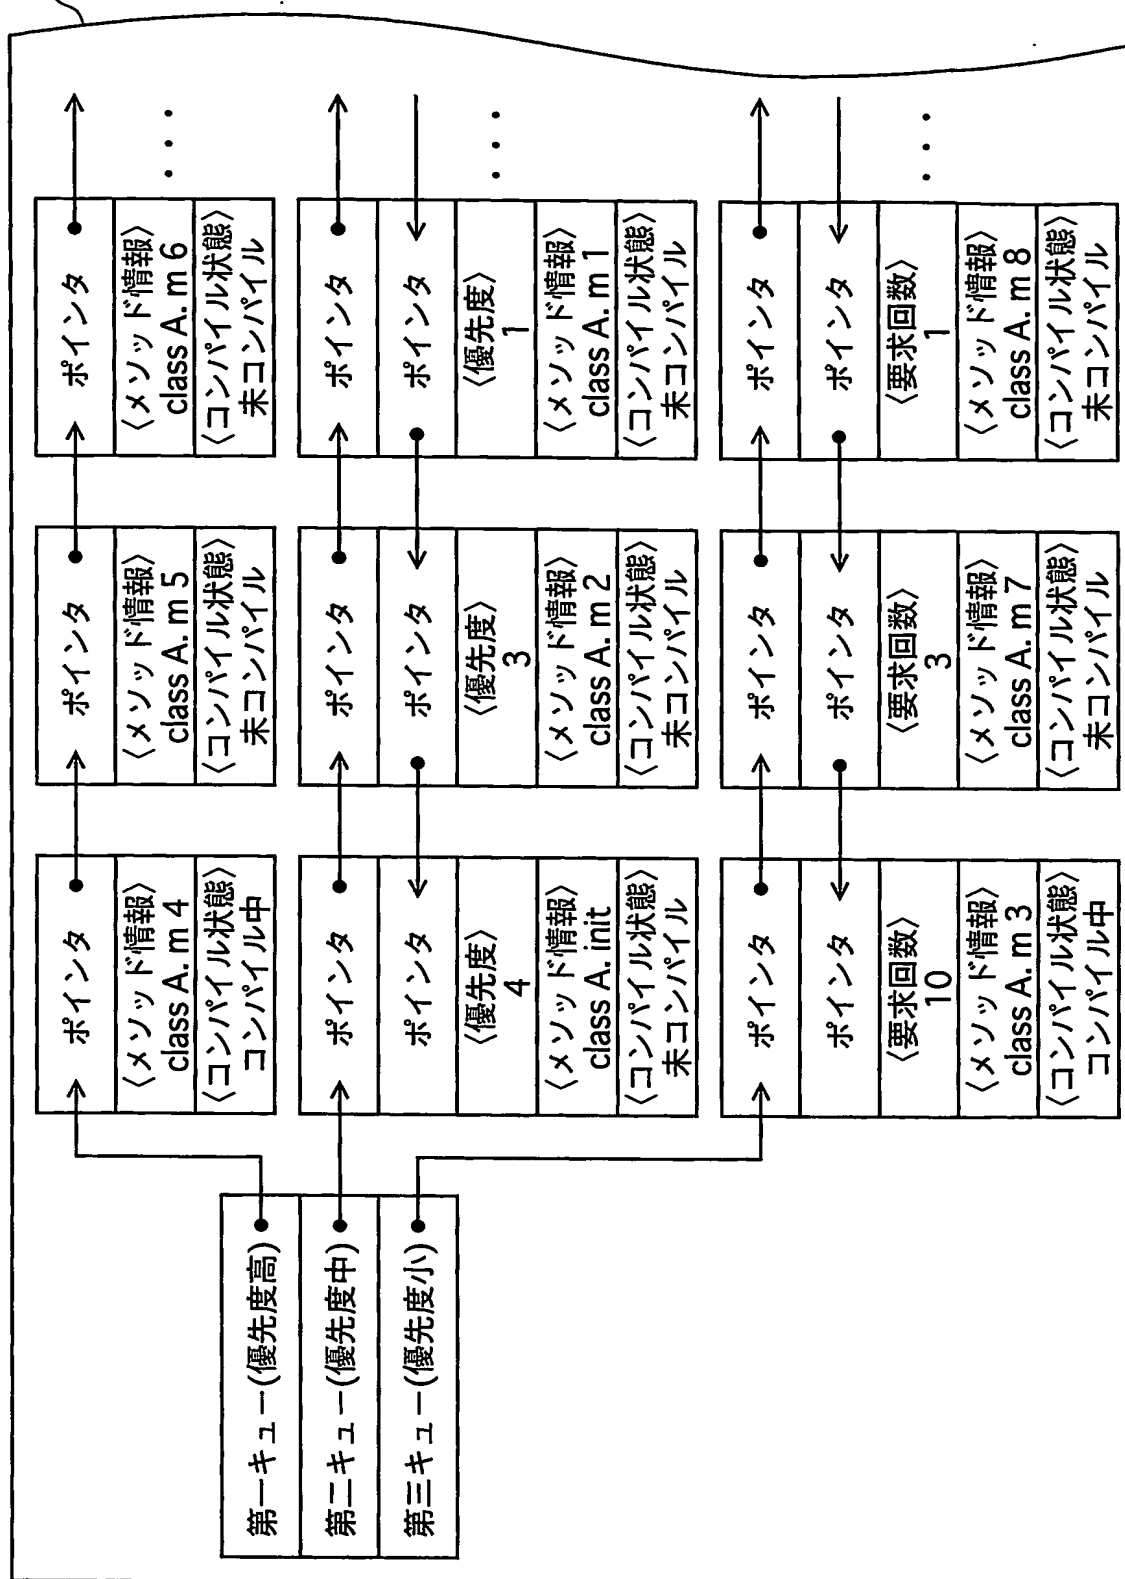 第一キュー(優先度高)
第二キュー(優先度中)
第三キュー(優先度小)
ポインタ
〈メソッド情報〉
class A. m 4
〈コンパイル状態〉
コンパイル中
ポインタ
〈メソッド情報〉
class A. m 5
〈コンパイル状態〉
未コンパイル
ポインタ
〈メソッド情報〉
class A. m 6
〈コンパイル状態〉
未コンパイル
・・・
ポインタ
ポインタ
〈優先度〉
4
〈メソッド情報〉
class A. init
〈コンパイル状態〉
未コンパイル
ポインタ
ポインタ
〈優先度〉
3
〈メソッド情報〉
class A. m 2
〈コンパイル状態〉
未コンパイル
ポインタ
ポインタ
〈優先度〉
1
〈メソッド情報〉
class A. m 1
〈コンパイル状態〉
未コンパイル
・・・
ポインタ
ポインタ
〈要求回数〉
10
〈メソッド情報〉
class A. m 3
〈コンパイル状態〉
コンパイル中
ポインタ
ポインタ
〈要求回数〉
3
〈メソッド情報〉
class A. m 7
〈コンパイル状態〉
未コンパイル
ポインタ
ポインタ
〈要求回数〉
1
〈メソッド情報〉
class A. m 8
〈コンパイル状態〉
未コンパイル
・・・